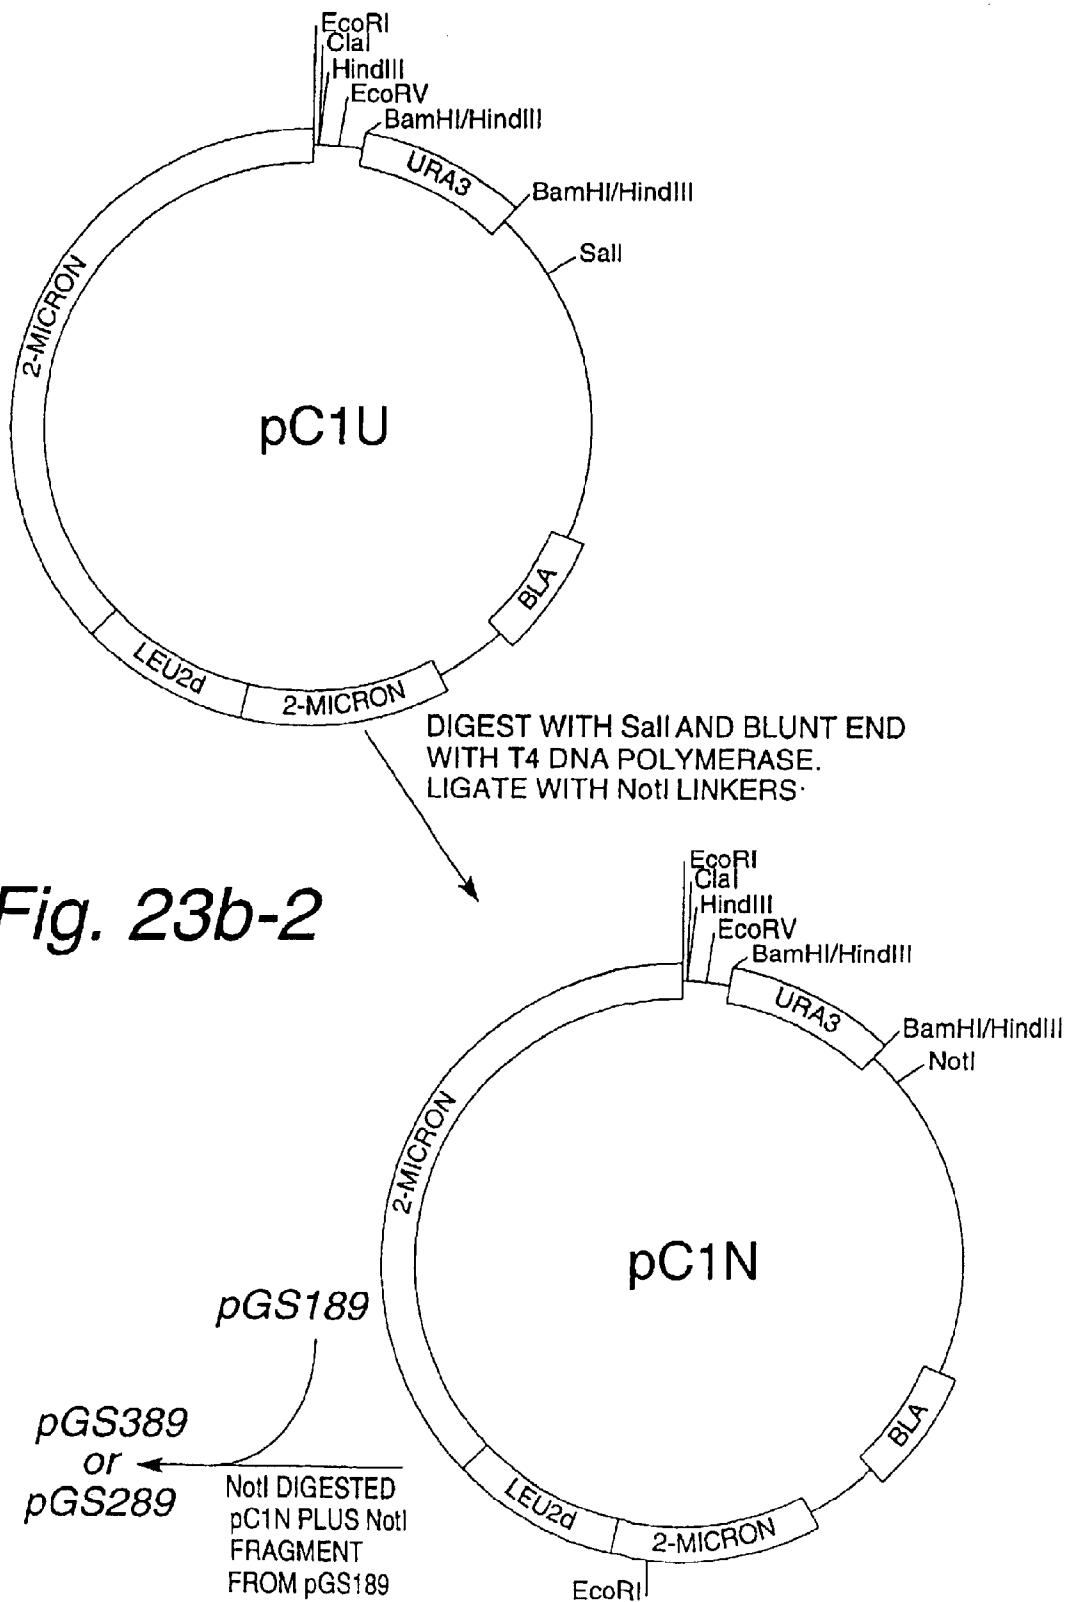 EcoRI
ClaI
HindIII
EcoRV
BamHI/HindIII
URA3
BamHI/HindIII
SalI
2-MICRON
pC1U
BLA
LEU2d
2-MICRON
DIGEST WITH SalI AND BLUNT END
WITH T4 DNA POLYMERASE.
LIGATE WITH NotI LINKERS.
Fig. 23b-2
EcoRI
ClaI
HindIII
EcoRV
BamHI/HindIII
URA3
BamHI/HindIII
NotI
2-MICRON
pC1N
pGS189
BLA
pGS389
or
pGS289
NotI DIGESTED
pC1N PLUS NotI
FRAGMENT
FROM pGS189
LEU2d
2-MICRON
EcoRI